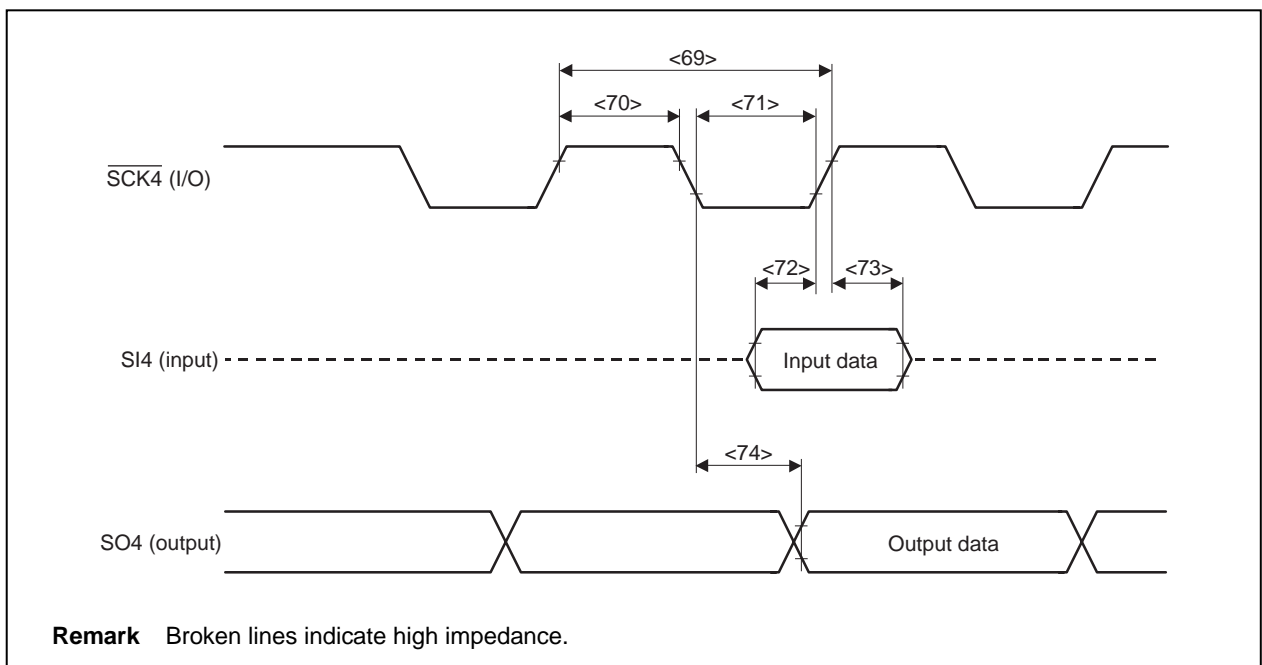 <69>
<70>
<71>
SCK4 (I/O)
<72>
<73>
SI4 (input)
Input data
<74>
SO4 (output)
Output data
Remark Broken lines indicate high impedance.